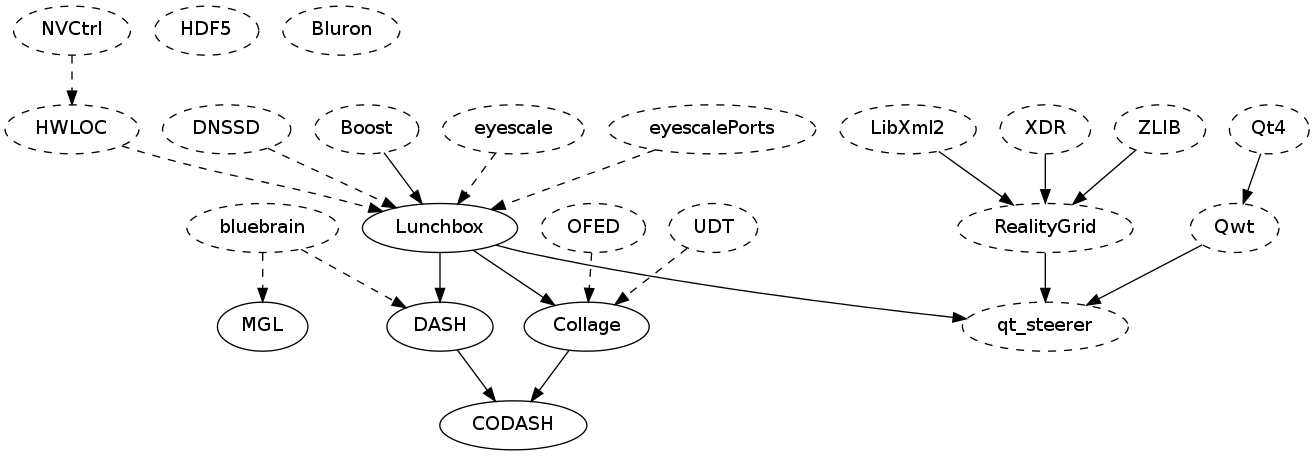 NVCtrl
HDF5
Bluron
HWLOC
DNSSD
Boost
eyescale
eyescalePorts
LibXml2
XDR
ZLIB
Qt4
bluebrain
Lunchbox
OFED
UDT
RealityGrid
Qwt
MGL
DASH
Collage
qt_steerer
CODASH